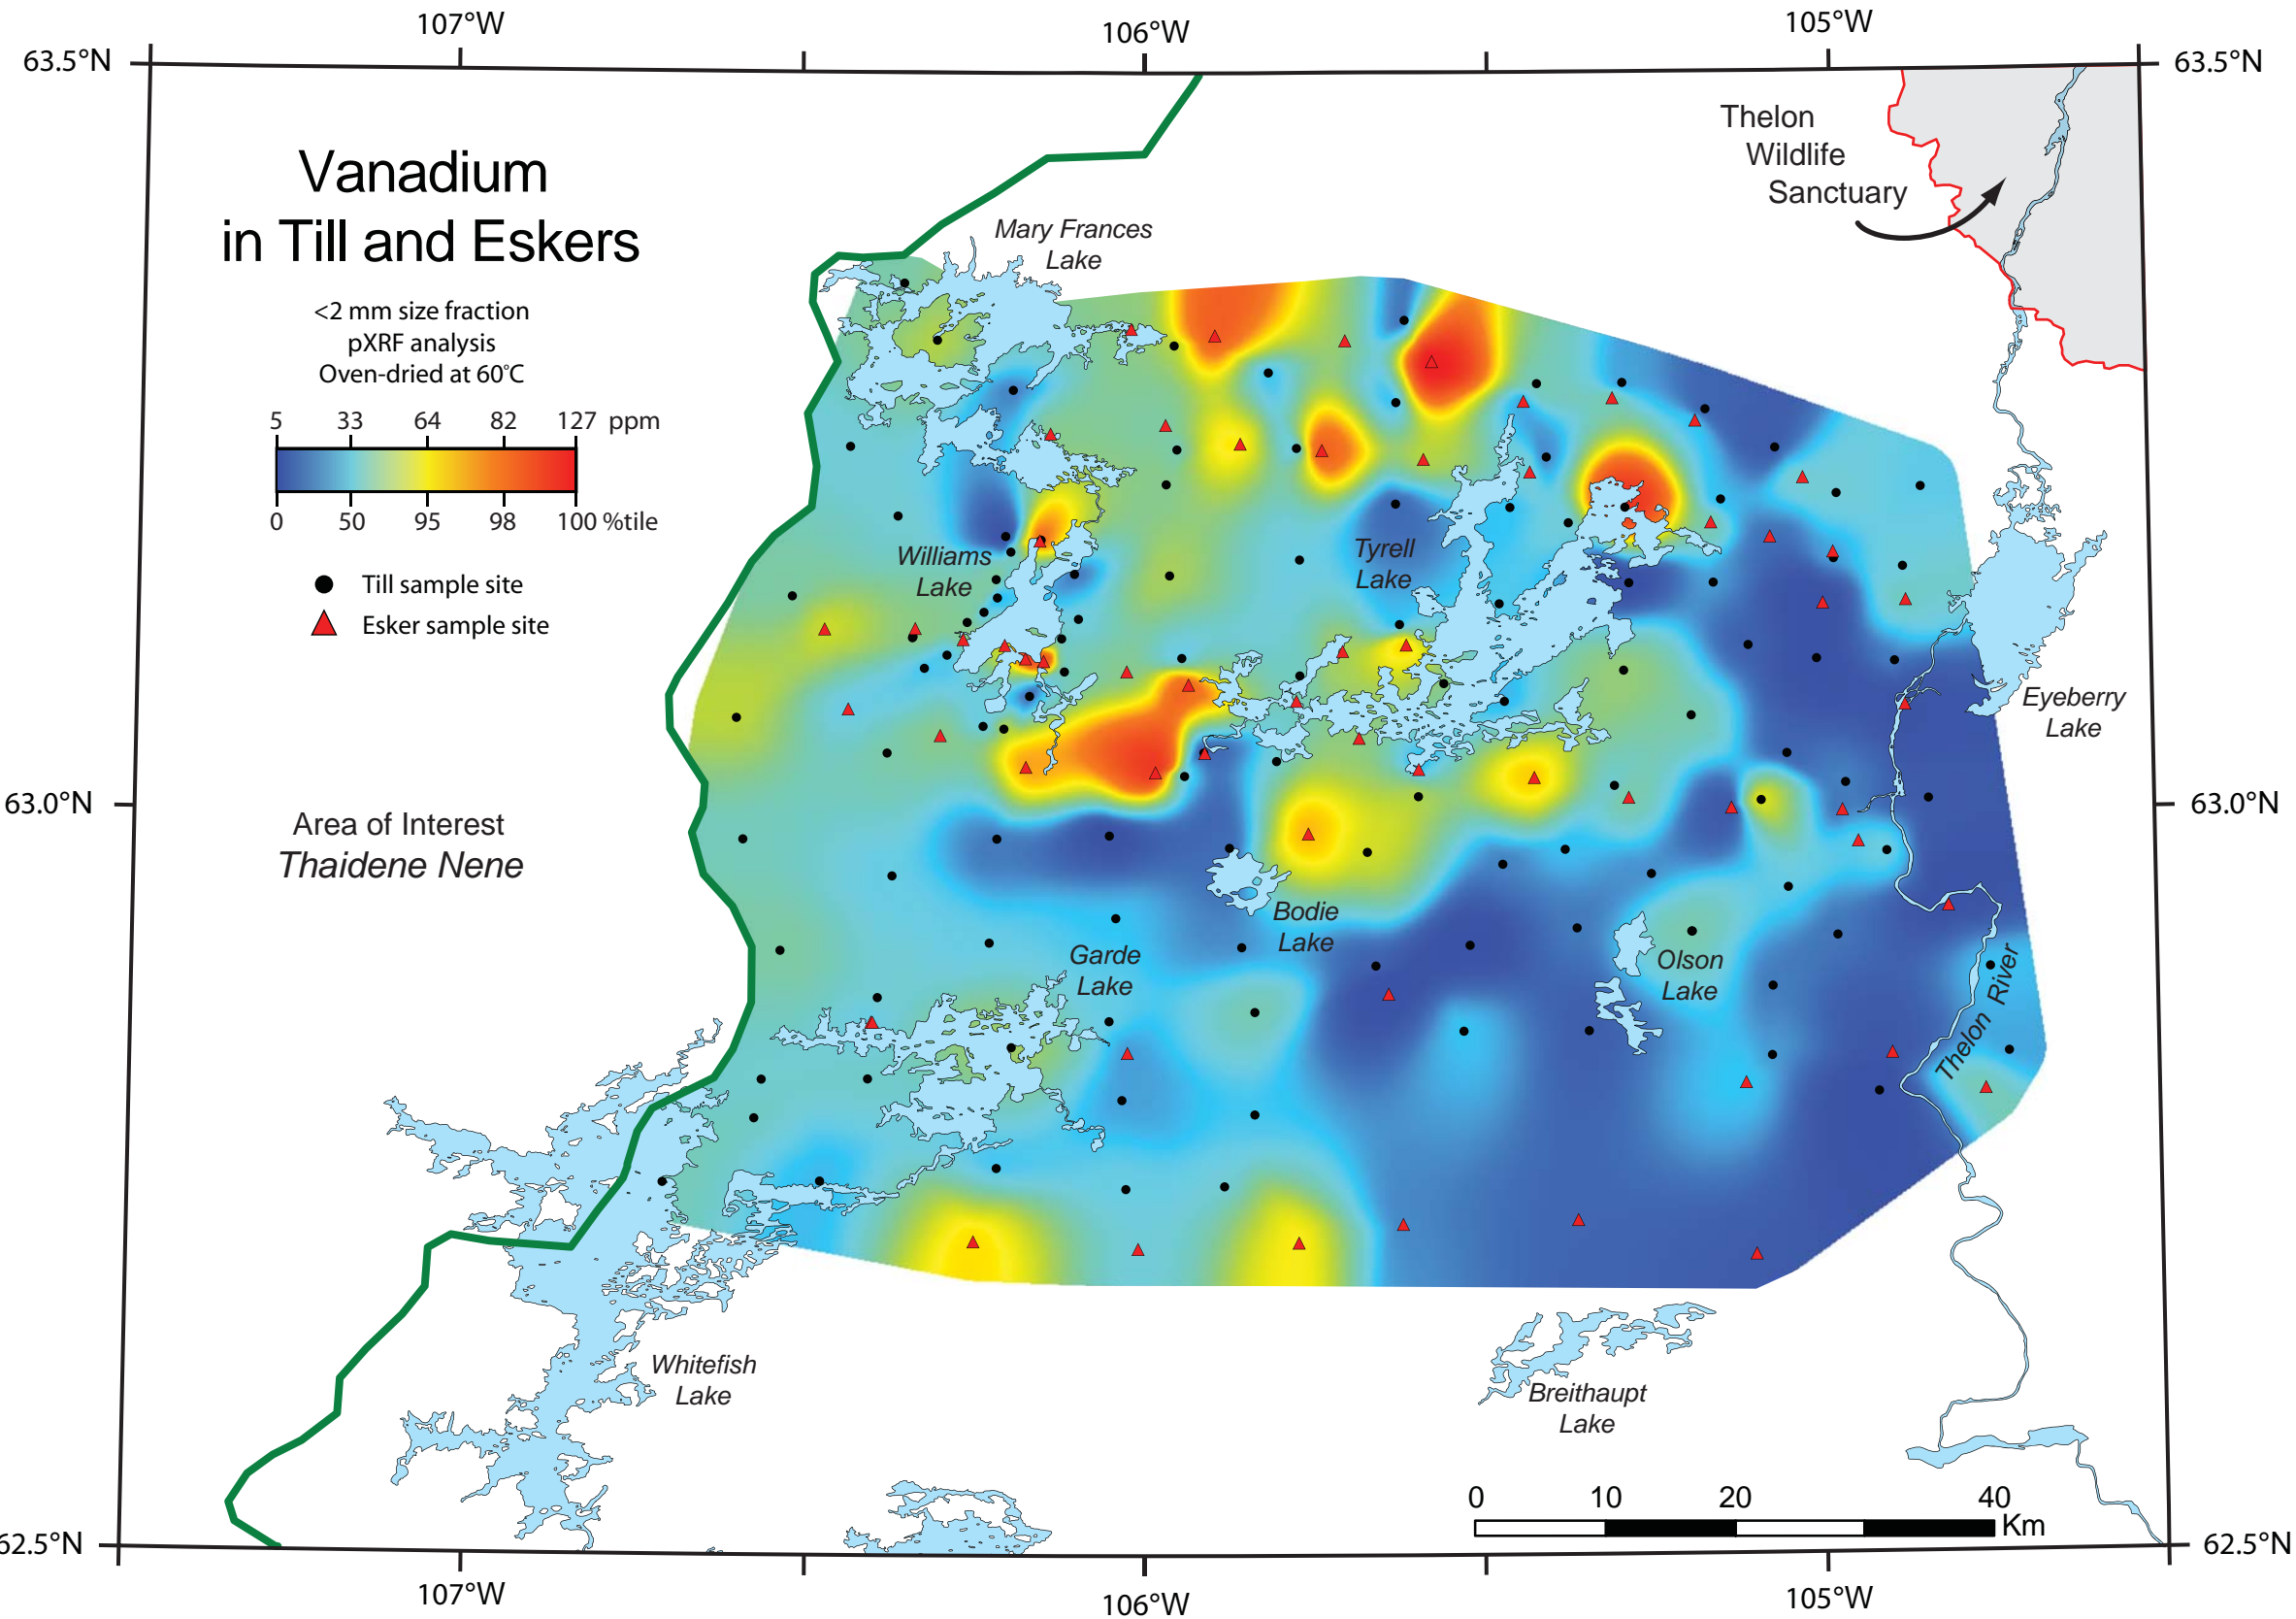 107°W
106°W
105°W
63.5°N
63.5°N
Thelon
Wildlife
Sanctuary
Vanadium
in Till and Eskers
Mary Frances
Lake
<2 mm size fraction
pXRF analysis
Oven-dried at 60°C
5 33 64 82 127 ppm
0 50 95 98 100 %tile
Till sample site
Esker sample site
Williams
Lake
Tyrell
Lake
Eyeberry
Lake
63.0°N
63.0°N
Area of Interest
Thaidene Nene
Bodie
Lake
Garde
Lake
Olson
Lake
Thelon River
Whitefish
Lake
Breithaupt
Lake
0 10 20 40
Km
62.5°N
62.5°N
107°W
106°W
105°W